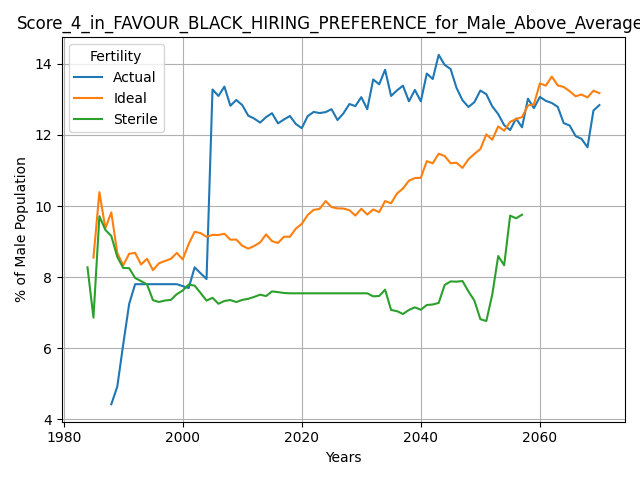 Score_4_in_FAVOUR_BLACK_HIRING_PREFERENCE_for_Male_Above_Average
Fertility
Actual
Ideal
Sterile
% of Male Population
14
12
10
8
6
4
1980
2000
2020
2040
2060
Years